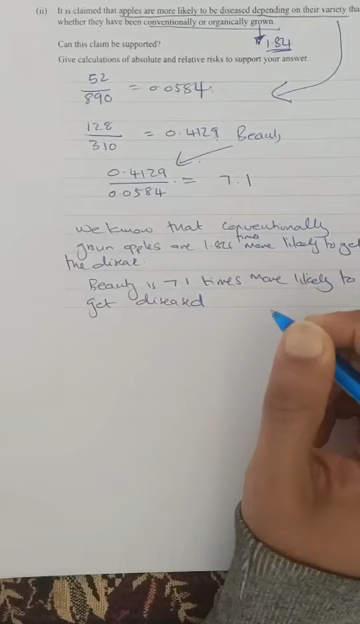 (ii) It is claimed that apples are more likely to be diseased depending on their variety tha
whether they have been conventionally or organically grown.
1.84
Can this claim be supported?
Give calculations of absolute and relative risks to support your answer.
52/890 = 0.0584
128/310 = 0.4129 Beauty
0.4129/0.0584 = 7.1
We know that conventionally
grown apples are times more likely to get
the disease
Beauty is 7.1 times more likely to
get diseased